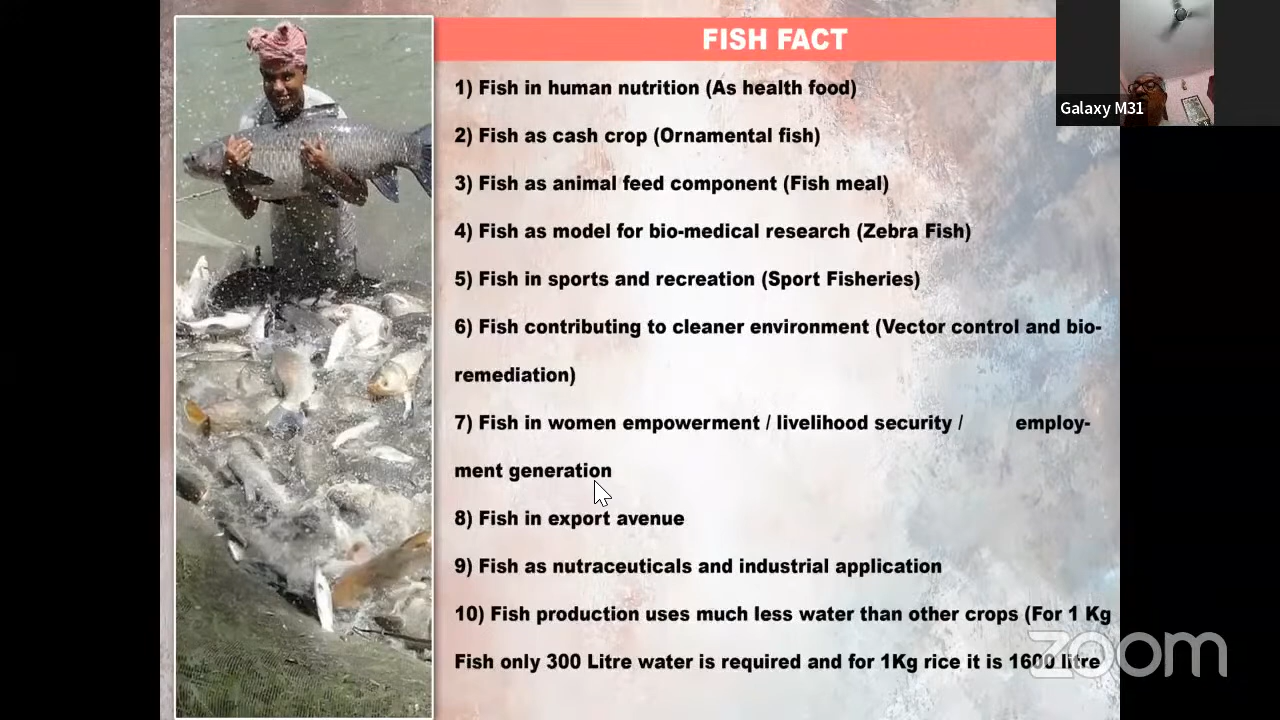 FISH FACT
1) Fish in human nutrition (As health food)
2) Fish as cash crop (Ornamental fish)
3) Fish as animal feed component (Fish meal)
4) Fish as model for bio-medical research (Zebra Fish)
5) Fish in sports and recreation (Sport Fisheries)
6) Fish contributing to cleaner environment (Vector control and bio-
remediation)
7) Fish in women empowerment / livelihood security / employ-
ment generation
8) Fish in export avenue
9) Fish as nutraceuticals and industrial application
10) Fish production uses much less water than other crops (For 1 Kg
Fish only 300 Litre water is required and for 1Kg rice it is 1600 litre
Galaxy M31
zoom